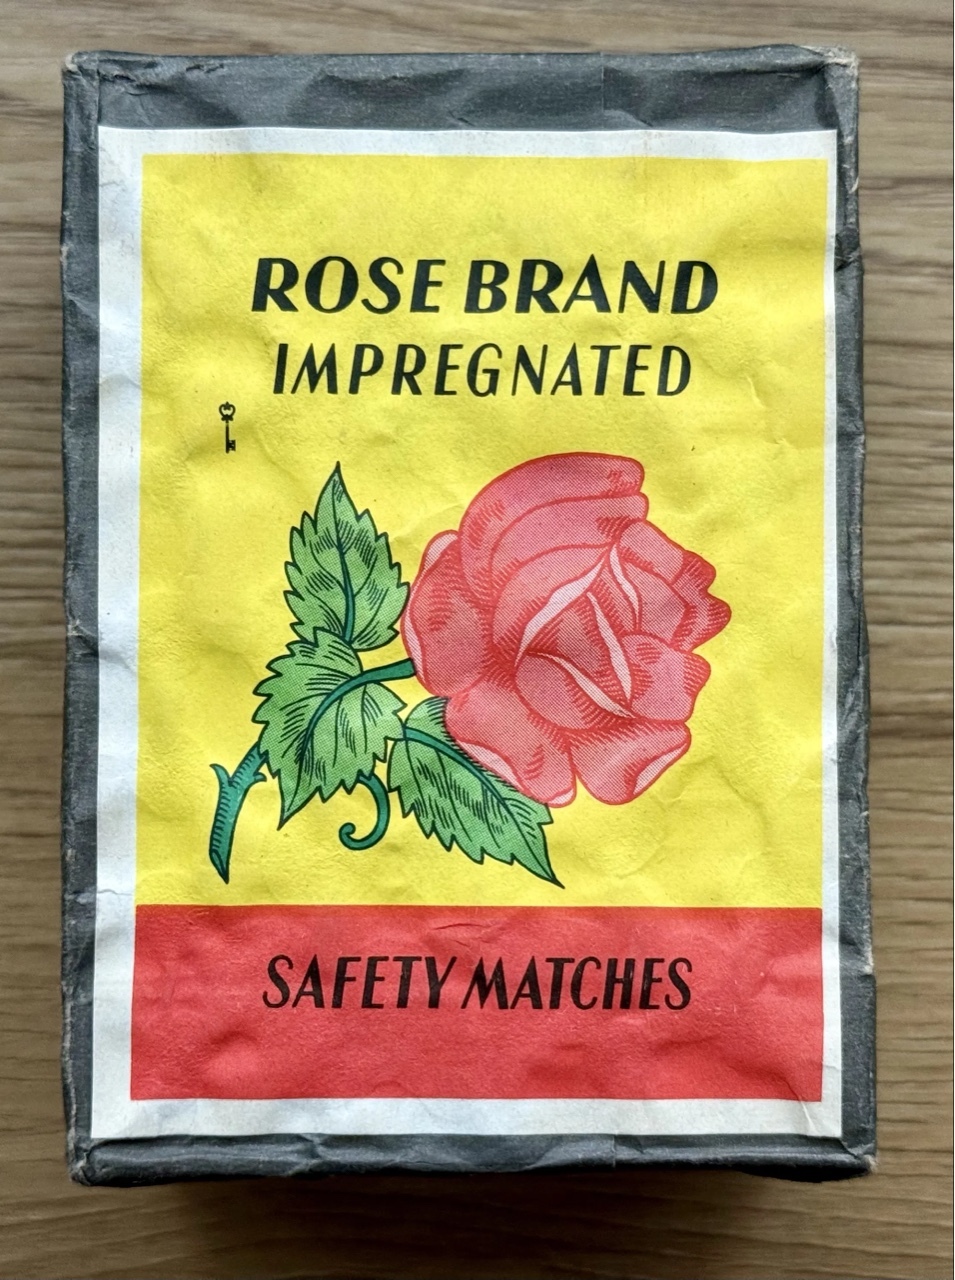 ROSE BRAND
IMPREGNATED
SAFETY MATCHES